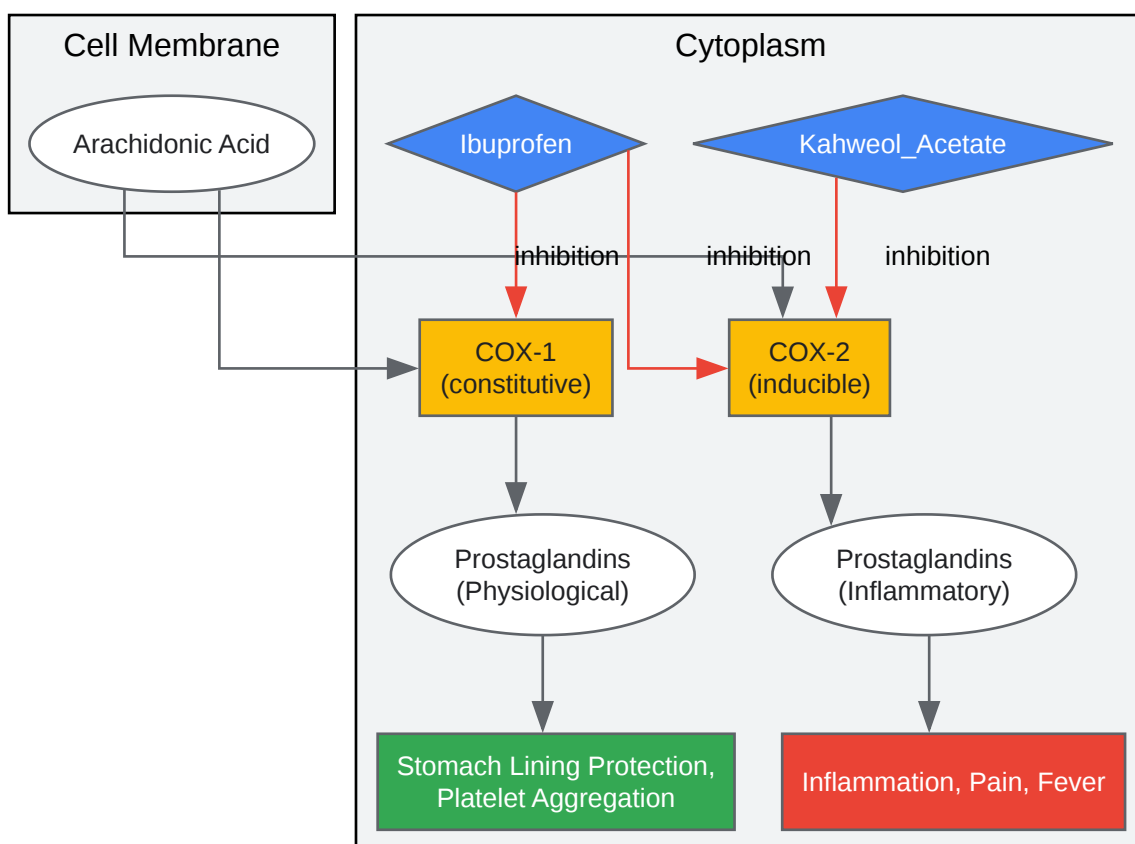 Cell Membrane
Cytoplasm
Arachidonic Acid
Ibuprofen
Kahweol_Acetate
inhibition
inhibition
inhibition
COX-1
(constitutive)
COX-2
(inducible)
Prostaglandins
(Physiological)
Prostaglandins
(Inflammatory)
Stomach Lining Protection,
Platelet Aggregation
Inflammation, Pain, Fever